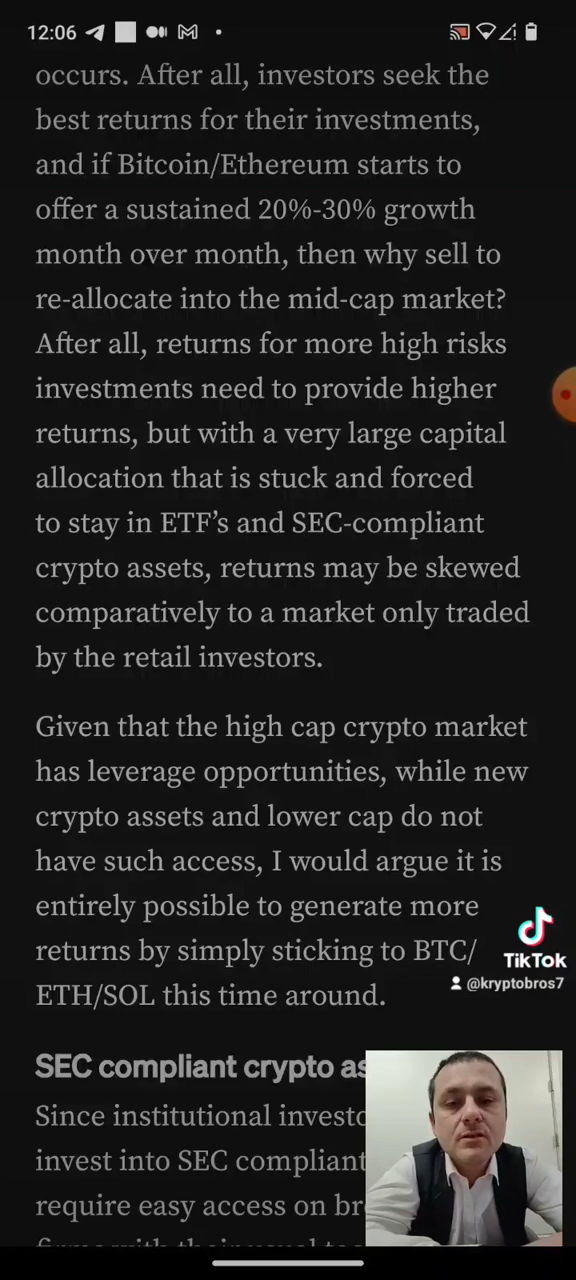 12:06
occurs. After all, investors seek the
best returns for their investments,
and if Bitcoin/Ethereum starts to
offer a sustained 20%-30% growth
month over month, then why sell to
re-allocate into the mid-cap market?
After all, returns for more high risks
investments need to provide higher
returns, but with a very large capital
allocation that is stuck and forced
to stay in ETF’s and SEC-compliant
crypto assets, returns may be skewed
comparatively to a market only traded
by the retail investors.
Given that the high cap crypto market
has leverage opportunities, while new
crypto assets and lower cap do not
have such access, I would argue it is
entirely possible to generate more
returns by simply sticking to BTC/
ETH/SOL this time around.
TikTok
@kryptobros7
SEC compliant crypto as
Since institutional investo
invest into SEC compliant
require easy access on br